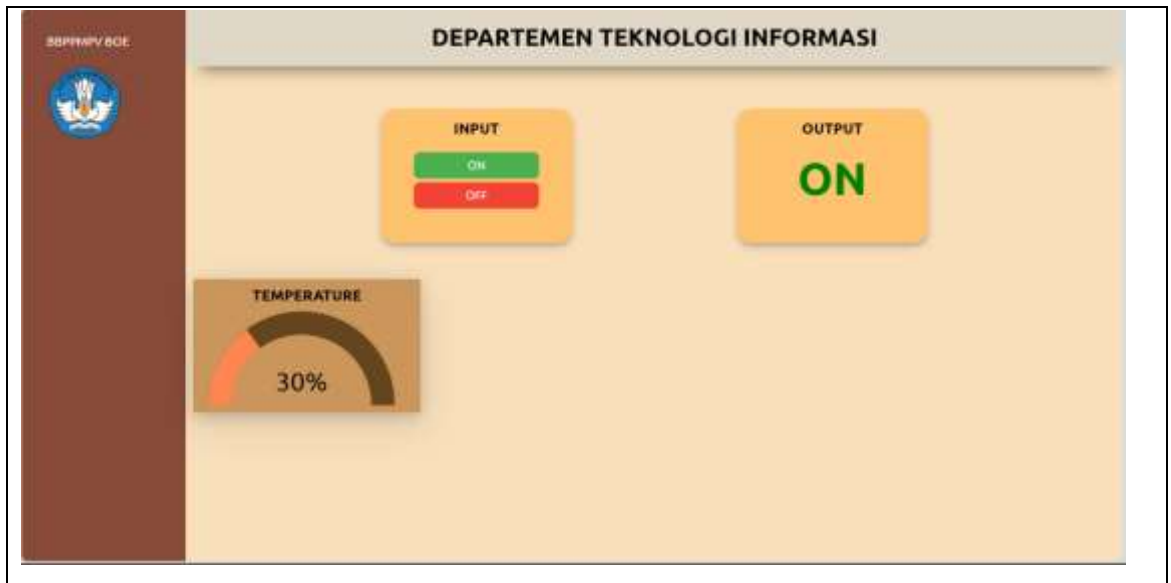 BBPPMPV BOE
DEPARTEMEN TEKNOLOGI INFORMASI
INPUT
ON
OFF
OUTPUT
ON
TEMPERATURE
30%